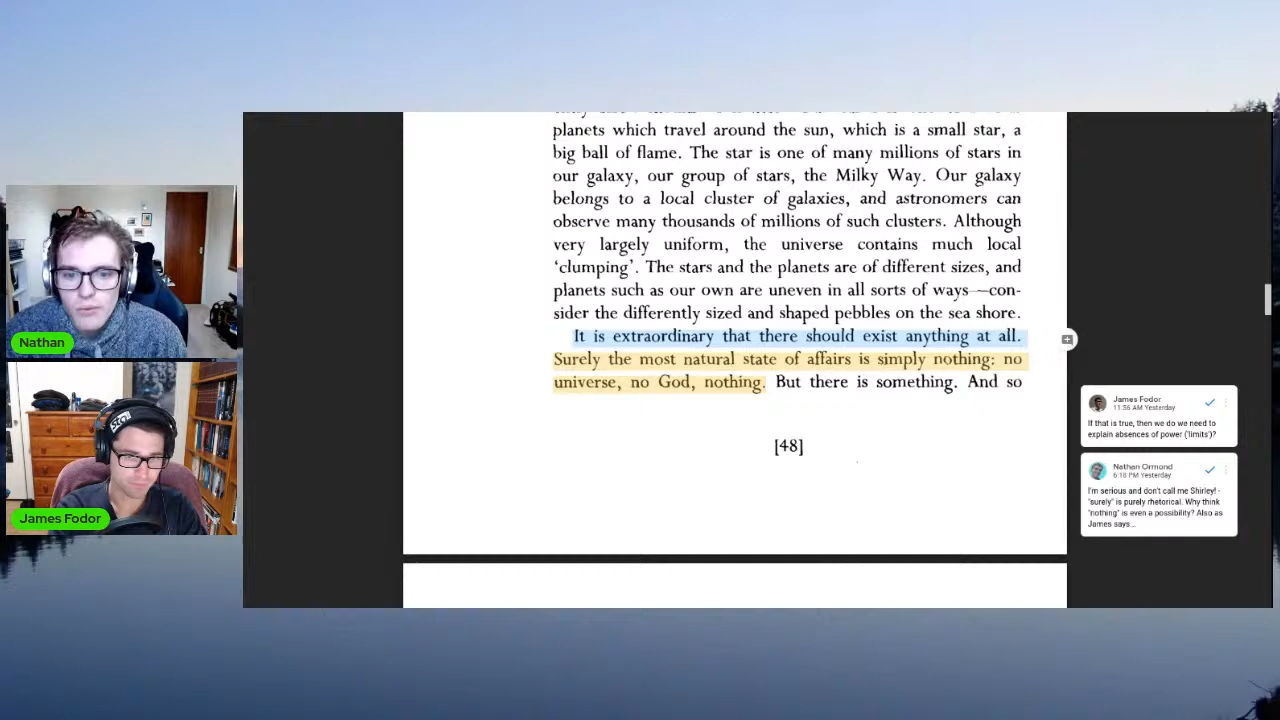 planets which travel around the sun, which is a small star, a
big ball of flame. The star is one of many millions of stars in
our galaxy, our group of stars, the Milky Way. Our galaxy
belongs to a local cluster of galaxies, and astronomers can
observe many thousands of millions of such clusters. Although
very largely uniform, the universe contains much local
‘clumping’. The stars and the planets are of different sizes, and
planets such as our own are uneven in all sorts of ways—con-
sider the differently sized and shaped pebbles on the sea shore.
It is extraordinary that there should exist anything at all.
Surely the most natural state of affairs is simply nothing: no
universe, no God, nothing. But there is something. And so
[48]
James Fodor
11:56 AM Yesterday
If that is true, then we do we need to
explain absences of power ('limits')?
Nathan Ormond
6:18 PM Yesterday
I'm serious and don't call me Shirley! -
"surely" is purely rhetorical. Why think
"nothing" is even a possibility? Also as
James says...
Nathan
James Fodor